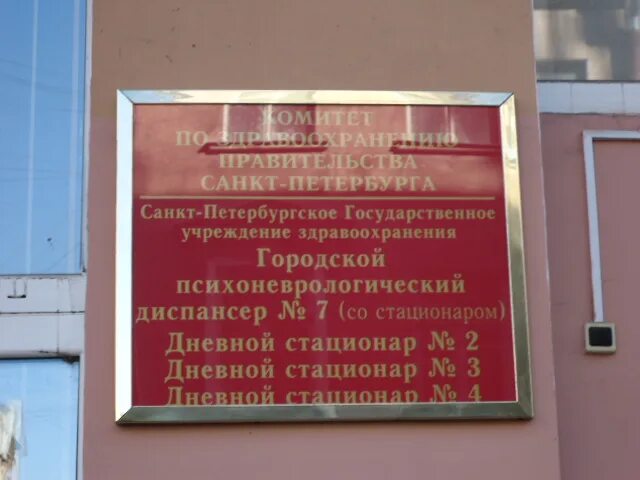 КОМИТЕТ
ПО ЗДРАВООХРАНЕНИЮ
ПРАВИТЕЛЬСТВА
САНКТ-ПЕТЕРБУРГА
Санкт-Петербургское Государственное
учреждение здравоохранения
Городской
психоневрологический
диспансер № 7 (со стационаром)
Дневной стационар № 2
Дневной стационар № 3
Дневной стационар № 4